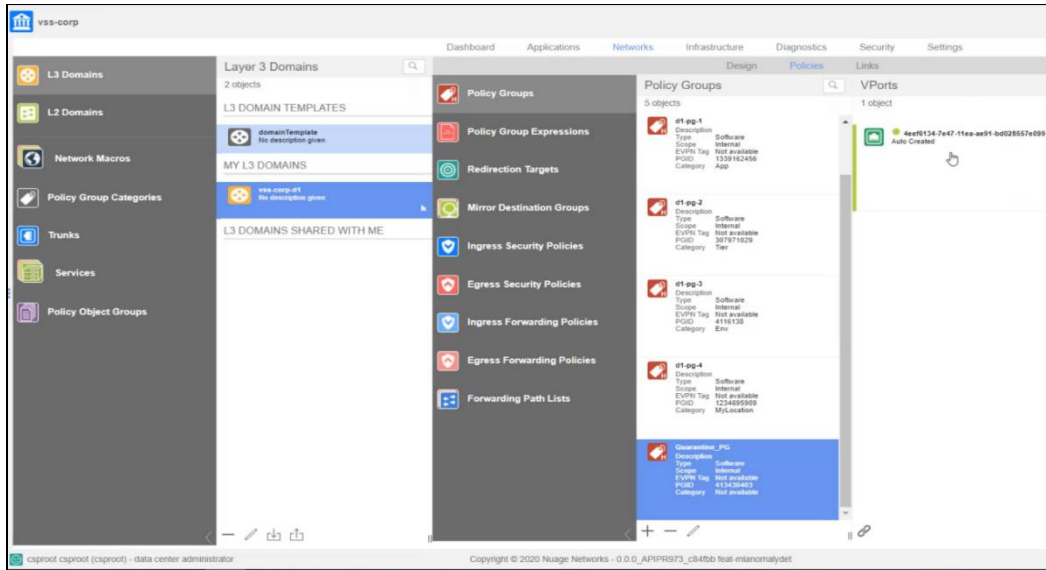 vss-corp
Dashboard Applications Networks Infrastructure Diagnostics Security Settings
Design Policies Links
L3 Domains
L2 Domains
Network Macros
Policy Group Categories
Trunks
Services
Policy Object Groups
Layer 3 Domains
2 objects
L3 DOMAIN TEMPLATES
domainTemplate
No description given
MY L3 DOMAINS
vss-corp-d1
No description given
L3 DOMAINS SHARED WITH ME
Policy Groups
Policy Group Expressions
Redirection Targets
Mirror Destination Groups
Ingress Security Policies
Egress Security Policies
Ingress Forwarding Policies
Egress Forwarding Policies
Forwarding Path Lists
Policy Groups
5 objects
d1-pg-1
Description
Type Software
Scope Internal
EVPN Tag Not available
PGID 1339162456
Category App
d1-pg-2
Description
Type Software
Scope Internal
EVPN Tag Not available
PGID 307971029
Category Tier
d1-pg-3
Description
Type Software
Scope Internal
EVPN Tag Not available
PGID 4116138
Category Env
d1-pg-4
Description
Type Software
Scope Internal
EVPN Tag Not available
PGID 1234695909
Category MyLocation
Quarantine_PG
Description
Type Software
Scope Internal
EVPN Tag Not available
PGID 413430403
Category Not available
VPorts
1 object
4eef6134-7e47-11ea-ae91-bd028557e099
Auto Created
csproot csproot (csproot) - data center administrator
Copyright © 2020 Nuage Networks - 0.0.0_APIPR973_c84fbb feat-mlanomalydet